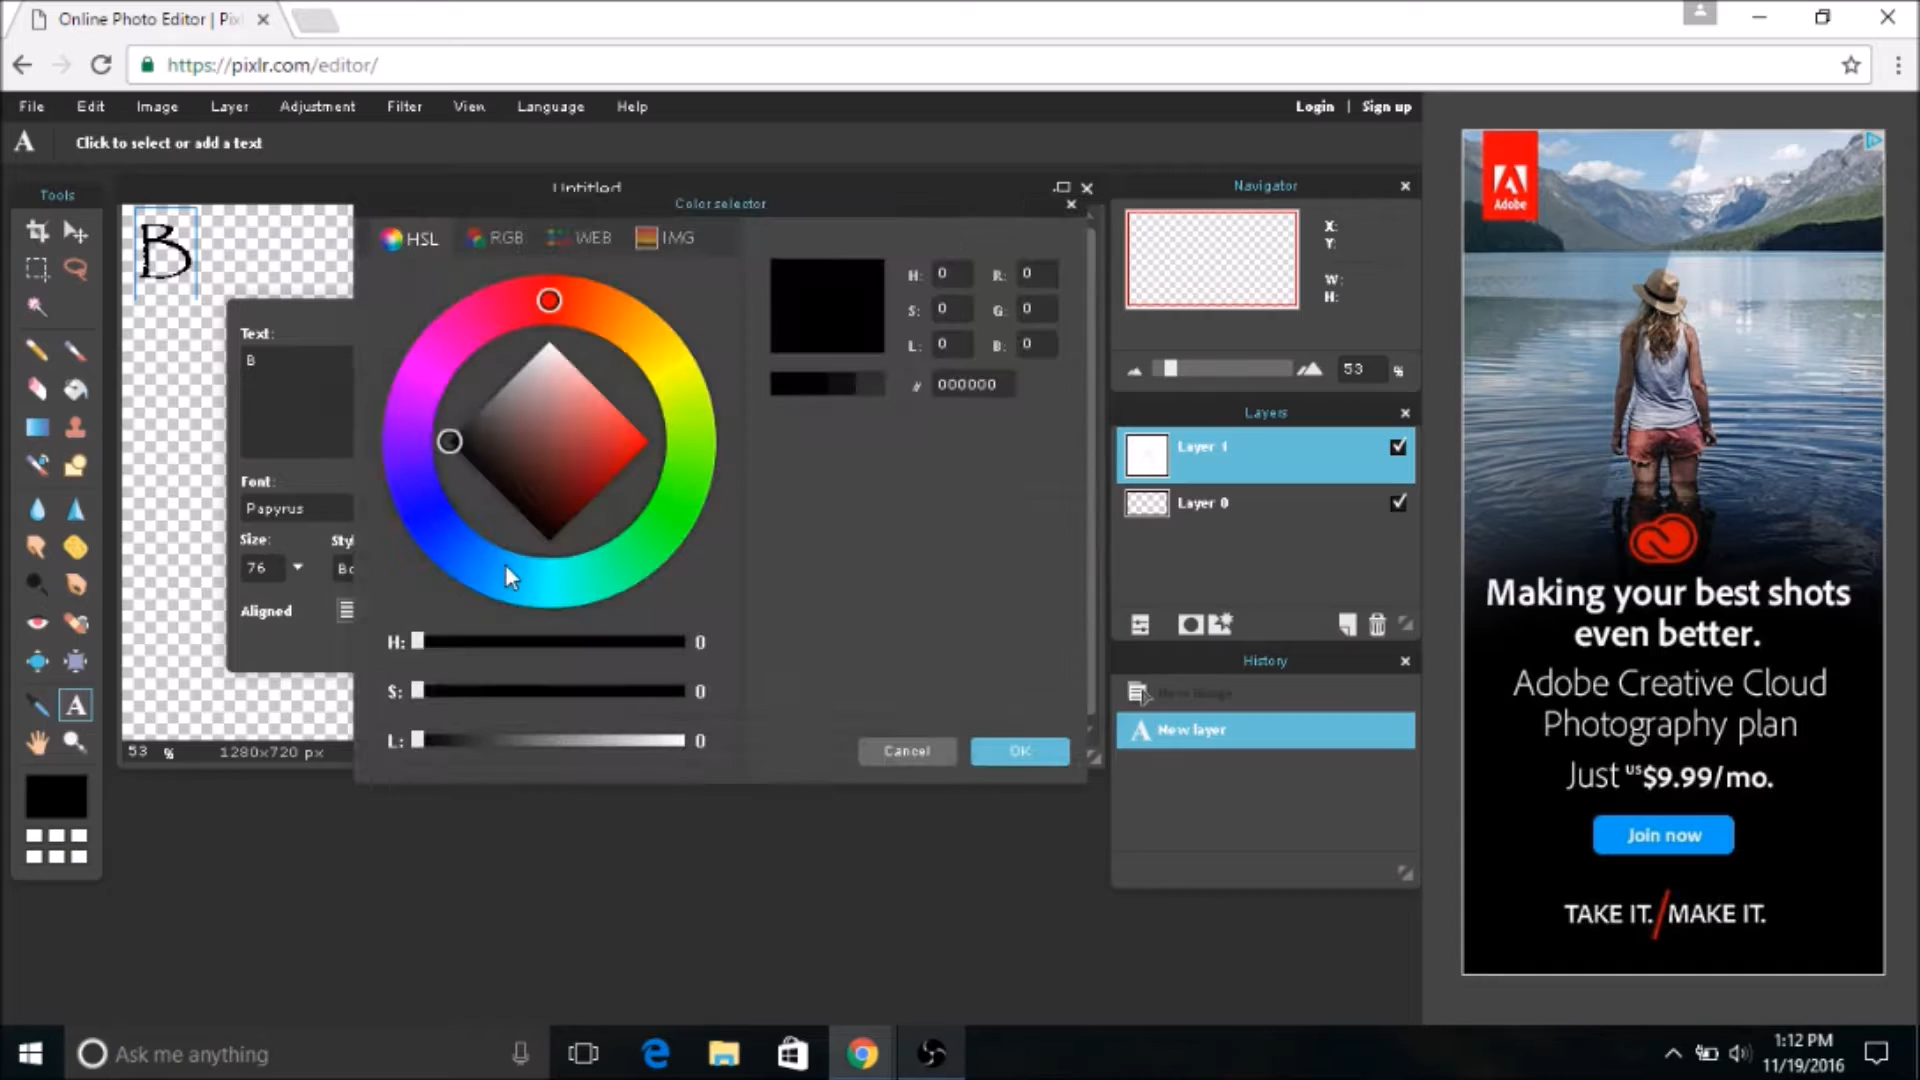 Online Photo Editor | Pix
https://pixlr.com/editor/
File Edit Image Layer Adjustment Filter View Language Help Login | Sign up
A Click to select or add a text
Tools
Untitled
Color selector
HSL RGB WEB IMG
B
Text:
B
Font:
Papyrus
Size: Styl
76 Bo
Aligned
H: 0 R: 0
S: 0 G: 0
L: 0 B: 0
# 000000
H: 0
S: 0
L: 0
Cancel OK
53 % 1280x720 px
Navigator
X:
Y:
W:
H:
53 %
Layers
Layer 1
Layer 0
History
New image
A New layer
Adobe
Making your best shots
even better.
Adobe Creative Cloud
Photography plan
Just US$9.99/mo.
Join now
TAKE IT./MAKE IT.
Ask me anything
1:12 PM
11/19/2016